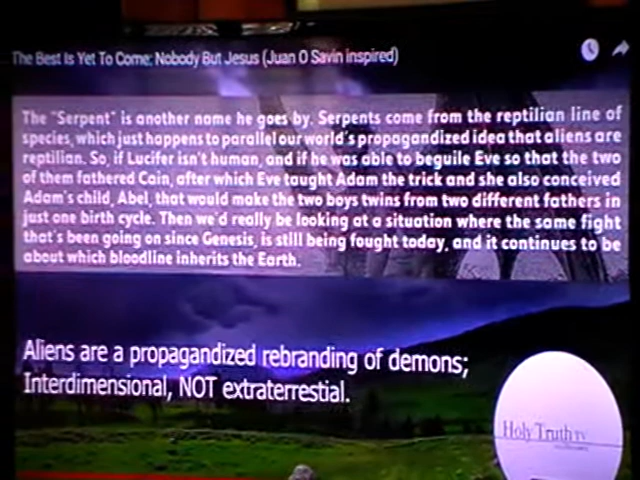 The Best Is Yet To Come: Nobody But Jesus (Juan O Savin inspired)
The "Serpent" is another name he goes by. Serpents come from the reptilian line of
species, which just happens to parallel our world's propagandized idea that aliens are
reptilian. So, if Lucifer isn't human, and if he was able to beguile Eve so that the two
of them fathered Cain, after which Eve taught Adam the trick and she also conceived
Adam's child, Abel, that would make the two boys twins from two different fathers in
just one birth cycle. Then we'd really be looking at a situation where the same fight
that's been going on since Genesis, is still being fought today, and it continues to be
about which bloodline inherits the Earth.
Aliens are a propagandized rebranding of demons;
Interdimensional, NOT extraterrestial.
Holy Truth TV